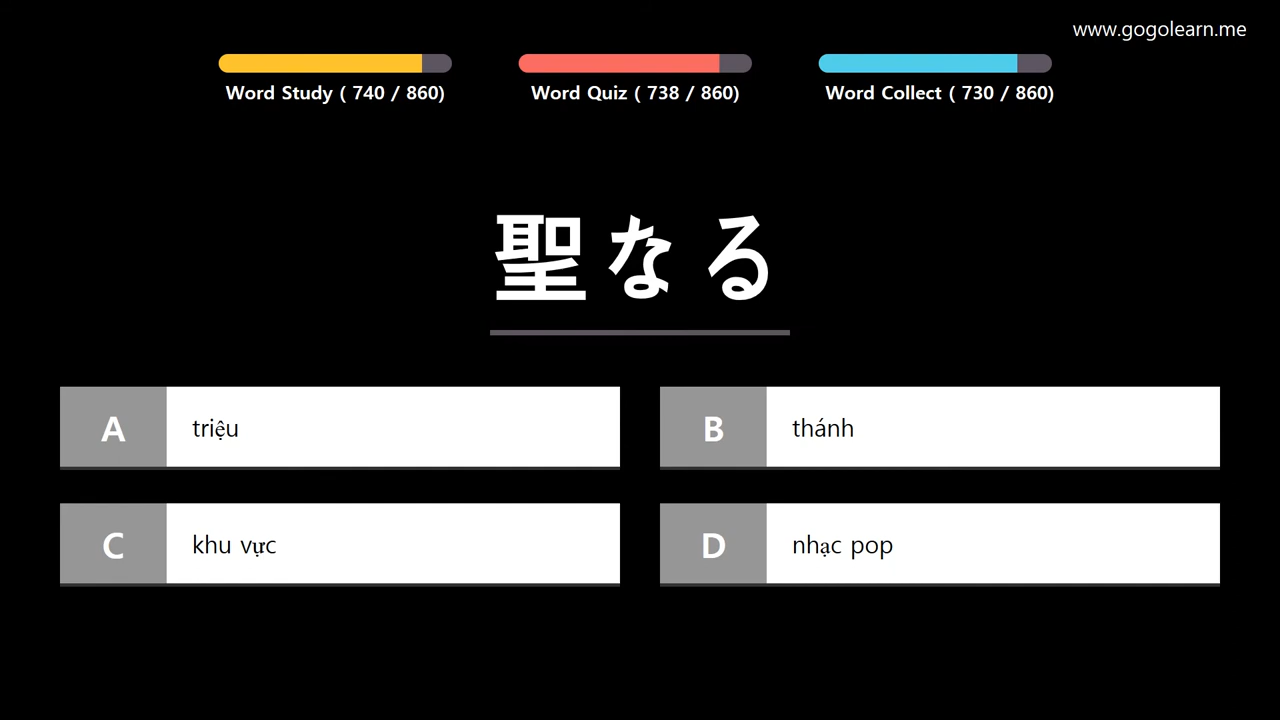 www.gogolearn.me
Word Study ( 740 / 860)
Word Quiz ( 738 / 860)
Word Collect ( 730 / 860)
聖なる
A triệu
B thánh
C khu vực
D nhạc pop